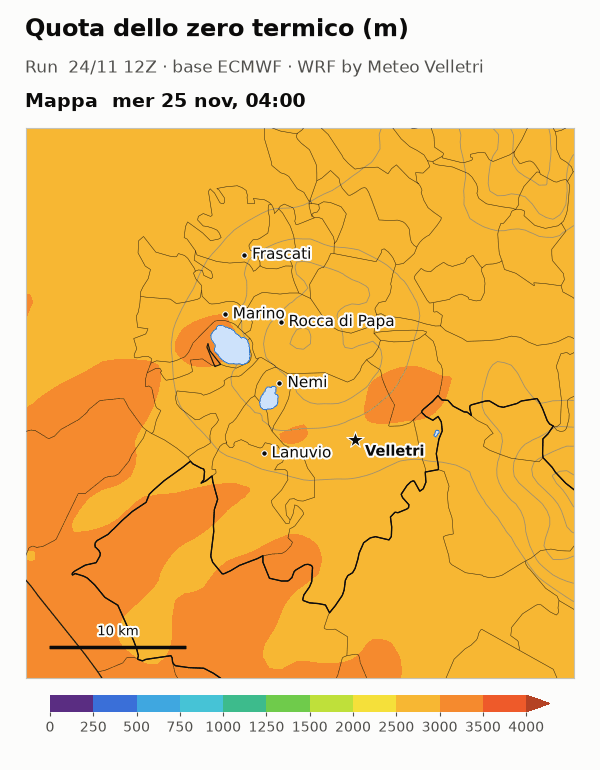 Quota dello zero termico (m)
Run  24/11 12Z · base ECMWF · WRF by Meteo Velletri
Mappa  mer 25 nov, 04:00
Frascati
Marino
Rocca di Papa
Nemi
Velletri
Lanuvio
10 km
0 250 500 750 1000 1250 1500 2000 2500 3000 3500 4000